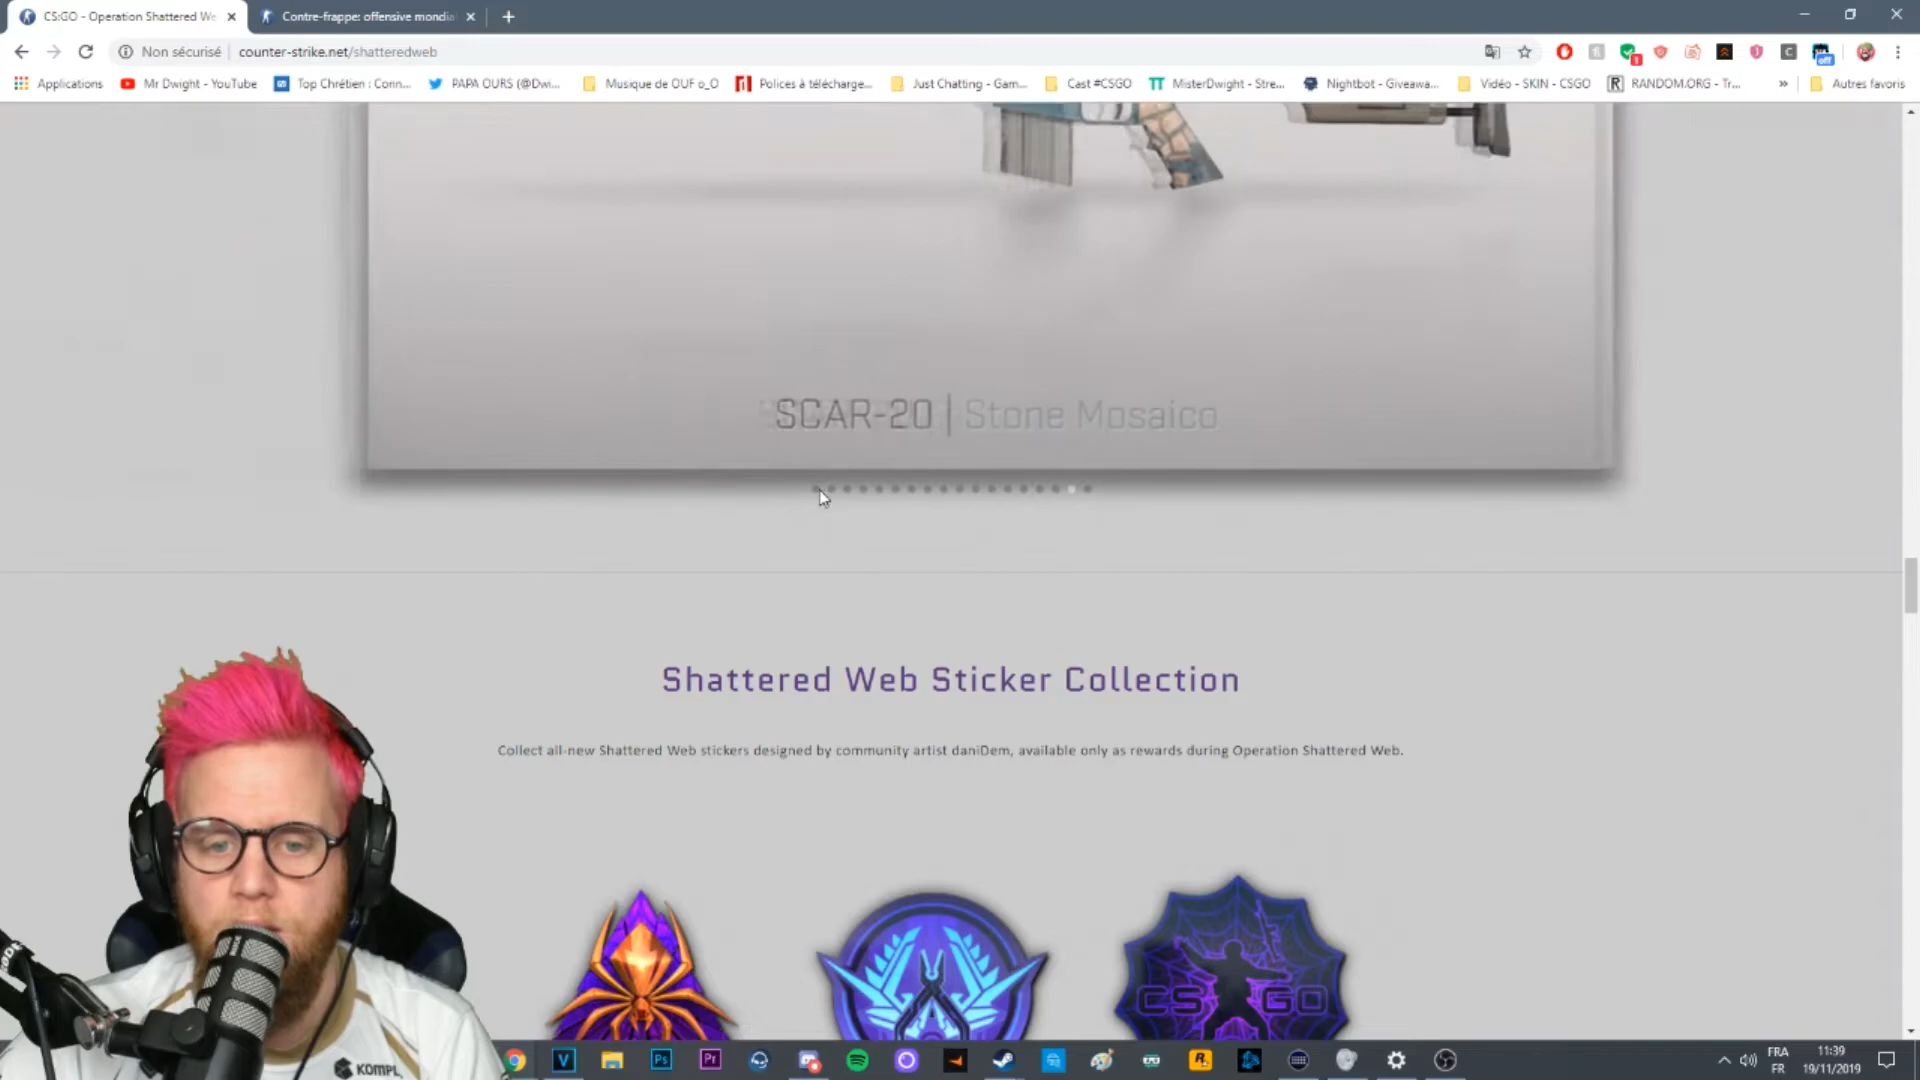 CS:GO - Operation Shattered We
Contre-frappe: offensive mondia
Non sécurisé
counter-strike.net/shatteredweb
Applications
Mr Dwight - YouTube
Top Chrétien : Conn...
PAPA OURS (@Dwi...
Musique de OUF o_O
Polices à télécharge...
Just Chatting - Gam...
Cast #CSGO
MisterDwight - Stre...
Nightbot - Giveawa...
Vidéo - SKIN - CSGO
RANDOM.ORG - Tr...
Autres favoris
SCAR-20 | Stone Mosaico
Shattered Web Sticker Collection
Collect all-new Shattered Web stickers designed by community artist daniDem, available only as rewards during Operation Shattered Web.
CS GO
KOMPL
FRA
FR
11:39
19/11/2019